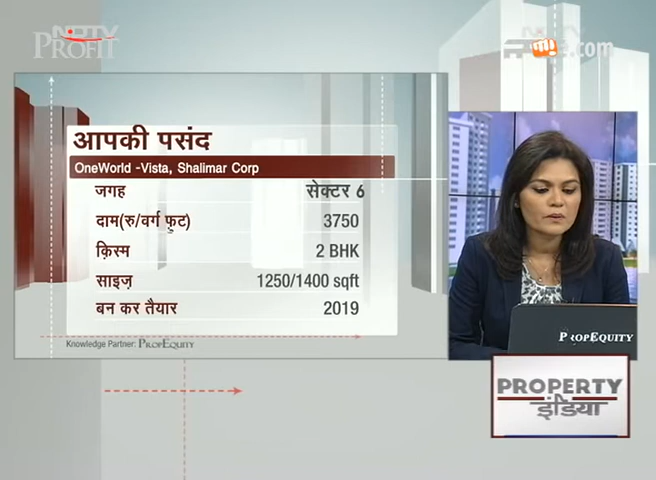 NDTV
PROFIT
.com
आपकी पसंद
OneWorld -Vista, Shalimar Corp
जगह सेक्टर 6
दाम(रु/वर्ग फुट) 3750
क़िस्म 2 BHK
साइज़ 1250/1400 sqft
बन कर तैयार 2019
Knowledge Partner: PROPEQUITY
PROPEQUITY
PROPERTY
इंडिया